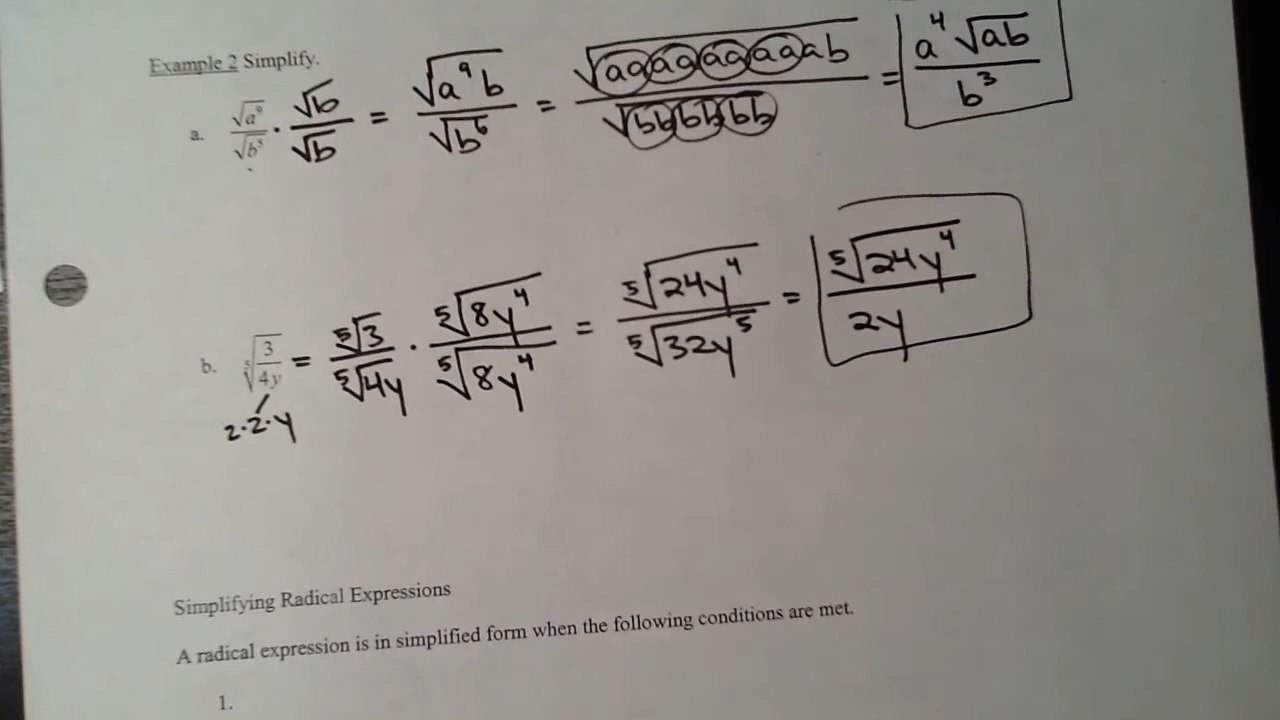 Example 2 Simplify.
a. √a⁹/√b⁵ · √b/√b = √(a⁹b)/√(b⁶) = √(aaaaaaaaab)/√(bbbbbb) = a⁴√(ab)/b³
b. ⁵√(3/4y) = ⁵√3/⁵√(4y) · ⁵√(8y⁴)/⁵√(8y⁴) = ⁵√(24y⁴)/⁵√(32y⁵) = ⁵√(24y⁴)/2y
2·2·y
Simplifying Radical Expressions
A radical expression is in simplified form when the following conditions are met.
1.